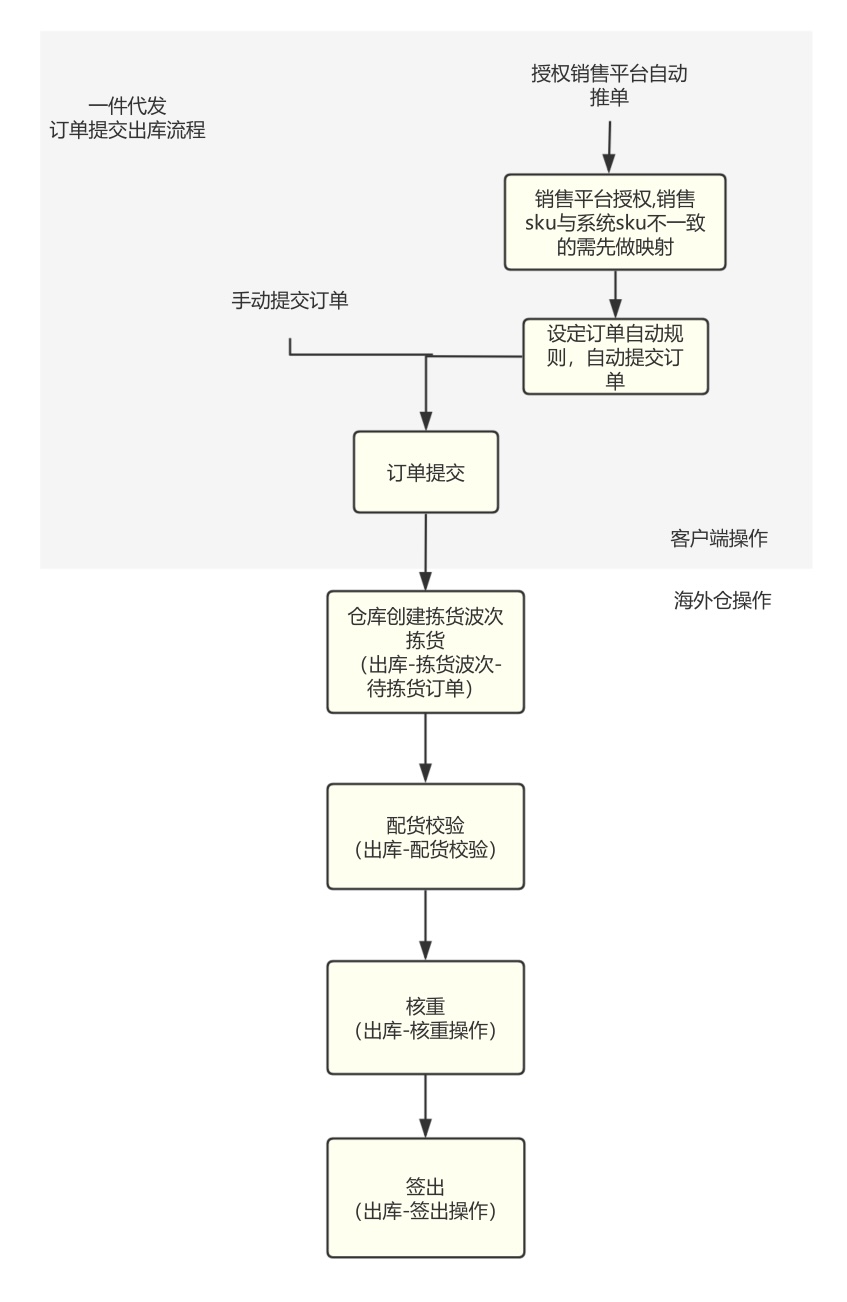 一件代发
订单提交出库流程
授权销售平台自动
推单
销售平台授权,销售
sku与系统sku不一致
的需先做映射
手动提交订单
设定订单自动规
则，自动提交订
单
订单提交
客户端操作
海外仓操作
仓库创建拣货波次
拣货
（出库-拣货波次-
待拣货订单）
配货校验
（出库-配货校验）
核重
（出库-核重操作）
签出
（出库-签出操作）